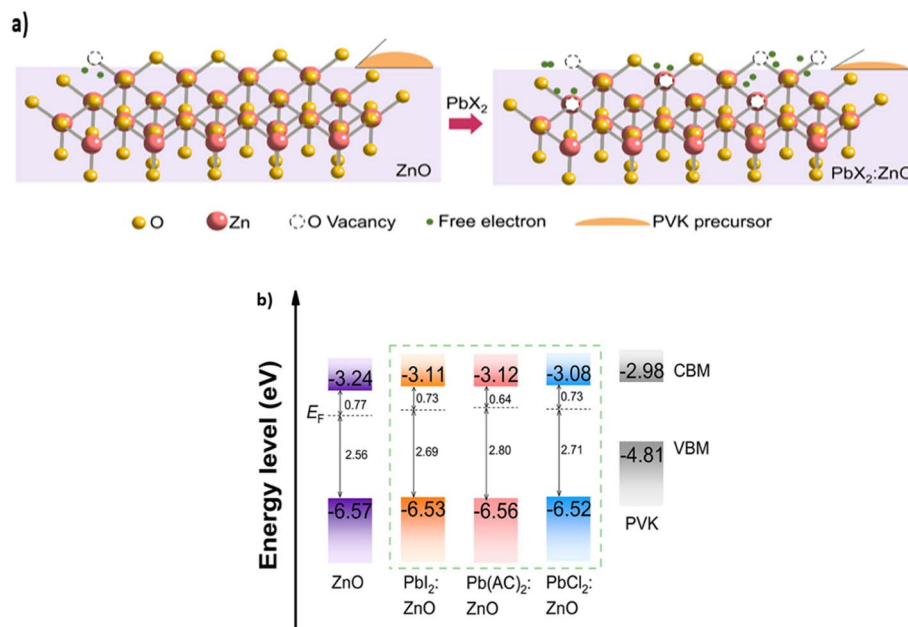 a)
PbX₂
ZnO
PbX₂:ZnO
O
Zn
O Vacancy
Free electron
PVK precursor
b)
Energy level (eV)
E_F
-3.24
-3.11
-3.12
-3.08
-2.98
CBM
0.77
0.73
0.64
0.73
2.56
2.69
2.80
2.71
-4.81
VBM
-6.57
-6.53
-6.56
-6.52
PVK
ZnO
PbI₂:
ZnO
Pb(AC)₂:
ZnO
PbCl₂:
ZnO